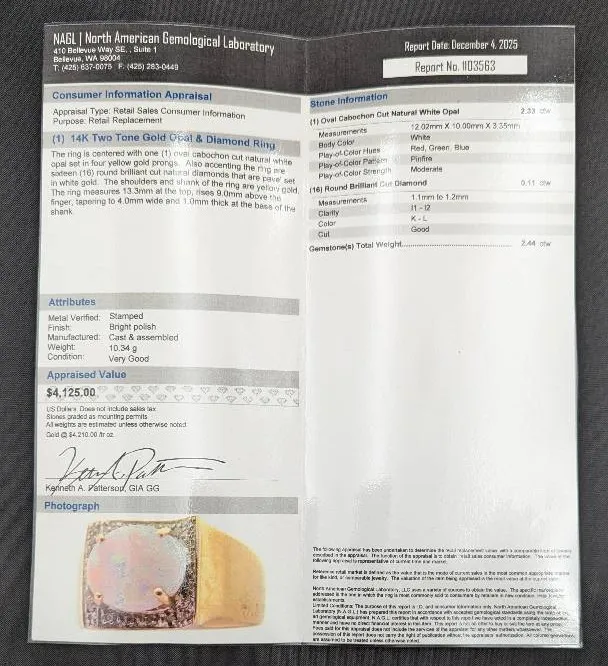 NAGL | North American Gemological Laboratory
410 Bellevue Way SE, , Suite 1
Bellevue, WA 98004
T: (425) 637-0075 F: (425) 283-0449
Consumer Information Appraisal
Appraisal Type: Retail Sales Consumer Information
Purpose: Retail Replacement
(1) 14K Two Tone Gold Opal & Diamond Ring
The ring is centered with one (1) oval cabochon cut natural white
opal set in four yellow gold prongs. Also accenting the ring are
sixteen (16) round brilliant cut natural diamonds that are pavé set
in white gold. The shoulders and shank of the ring are yellow gold.
The ring measures 13.3mm at the top, rises 9.0mm above the
finger, tapering to 4.0mm wide and 1.0mm thick at the base of the
shank.
Attributes
Metal Verified: Stamped
Finish: Bright polish
Manufactured: Cast & assembled
Weight: 10.34 g
Condition: Very Good
Appraised Value
$4,125.00
US Dollars. Does not include sales tax
Stones graded as mounting permits
All weights are estimated unless otherwise noted
Gold @ $4,210.00 /tr oz.
Kenneth A. Patterson, GIA GG
Photograph
Report Date: December 4, 2025
Report No. 1103563
Stone Information
(1) Oval Cabochon Cut Natural White Opal 2.33 ctw
Measurements 12.02mm X 10.00mm X 3.35mm
Body Color White
Play-of-Color Hues Red, Green, Blue
Play-of-Color Pattern Pinfire
Play-of-Color Strength Moderate
(16) Round Brilliant Cut Diamond 0.11 ctw
Measurements 1.1mm to 1.2mm
Clarity I1 - I2
Color K - L
Cut Good
Gemstone(s) Total Weight 2.44 ctw